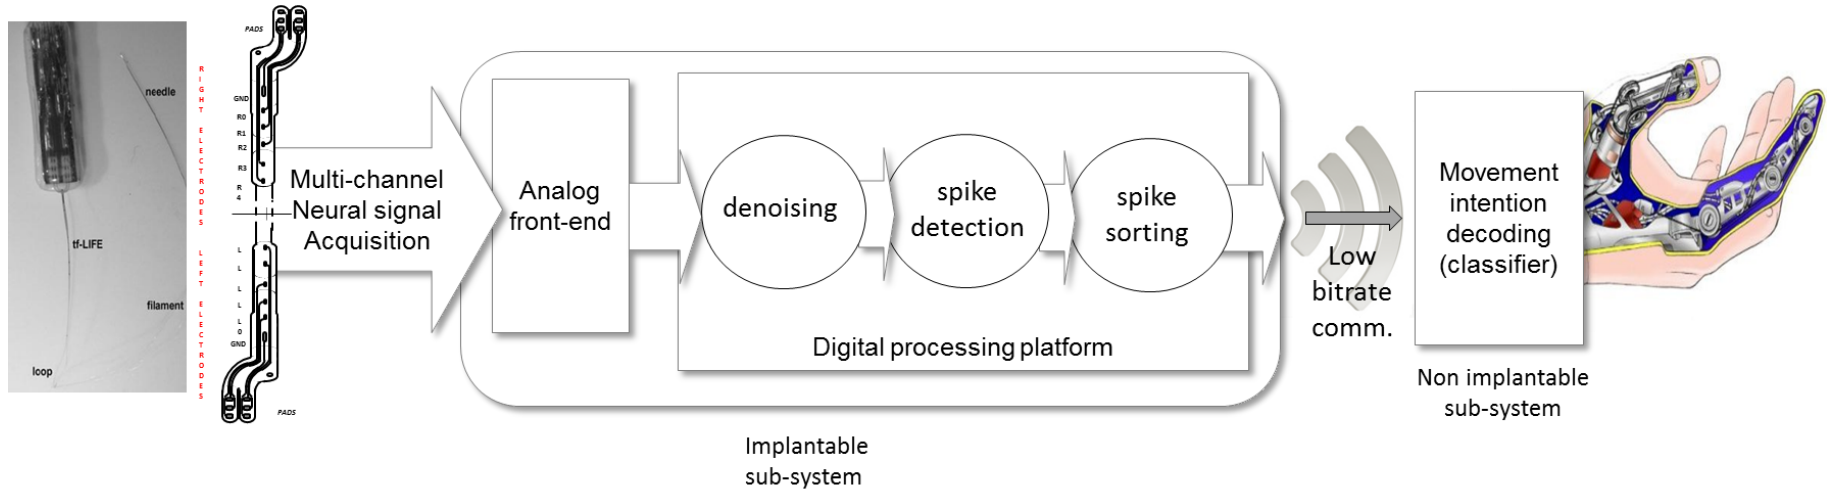 needle
tf-LIFE
filament
loop
RIGHT ELECTRODES
LEFT ELECTRODES
PADS
GND
R0
R1
R2
R3
R
4
L
L
L
L
L
0
GND
PADS
Multi-channel
Neural signal
Acquisition
Analog
front-end
denoising
spike
detection
spike
sorting
Digital processing platform
Implantable
sub-system
Low
bitrate
comm.
Movement
intention
decoding
(classifier)
Non implantable
sub-system